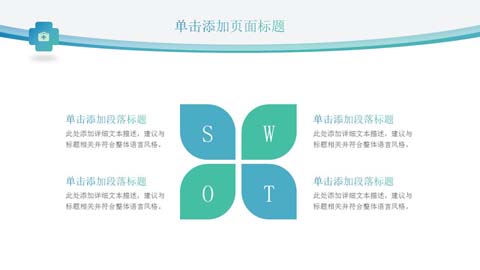 单击添加页面标题
单击添加段落标题
此处添加详细文本描述，建议与
标题相关并符合整体语言风格。
S
W
单击添加段落标题
此处添加详细文本描述，建议与
标题相关并符合整体语言风格。
单击添加段落标题
此处添加详细文本描述，建议与
标题相关并符合整体语言风格。
O
T
单击添加段落标题
此处添加详细文本描述，建议与
标题相关并符合整体语言风格。